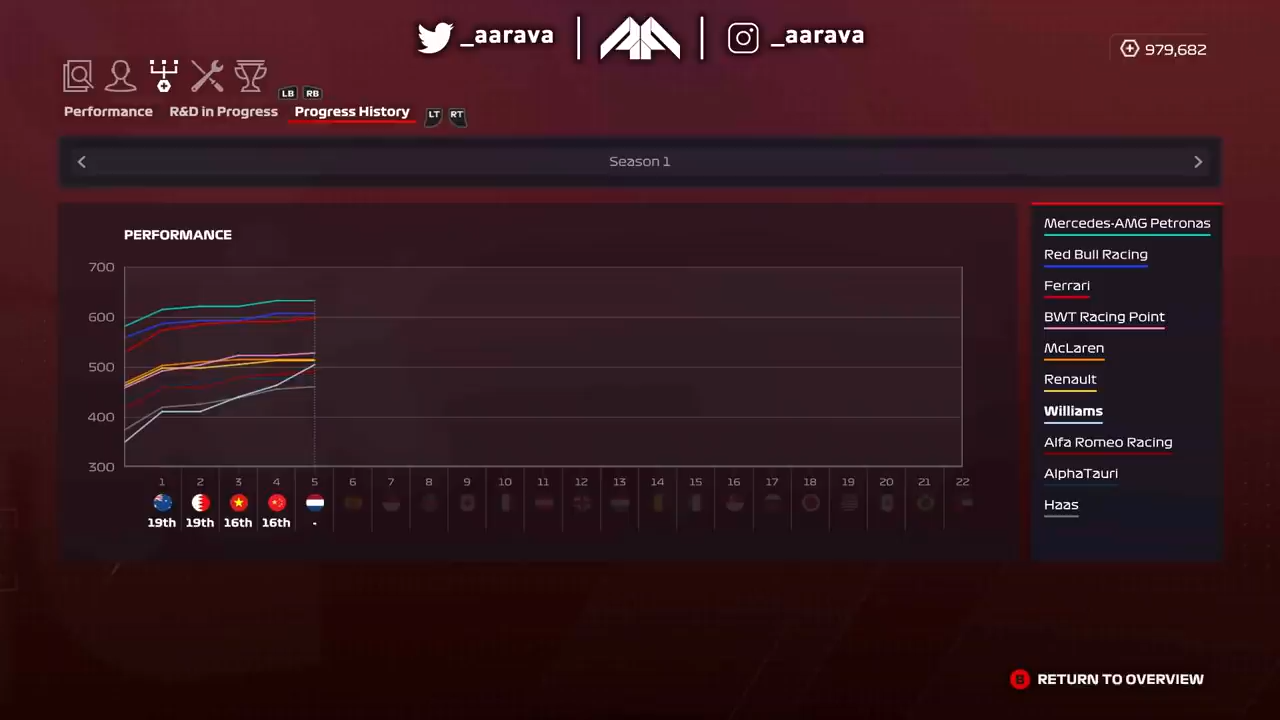 _aarava
_aarava
979,682
LB RB
Performance R&D in Progress Progress History LT RT
Season 1
PERFORMANCE
700
600
500
400
300
1 2 3 4 5 6 7 8 9 10 11 12 13 14 15 16 17 18 19 20 21 22
19th 19th 16th 16th -
Mercedes-AMG Petronas
Red Bull Racing
Ferrari
BWT Racing Point
McLaren
Renault
Williams
Alfa Romeo Racing
AlphaTauri
Haas
B RETURN TO OVERVIEW